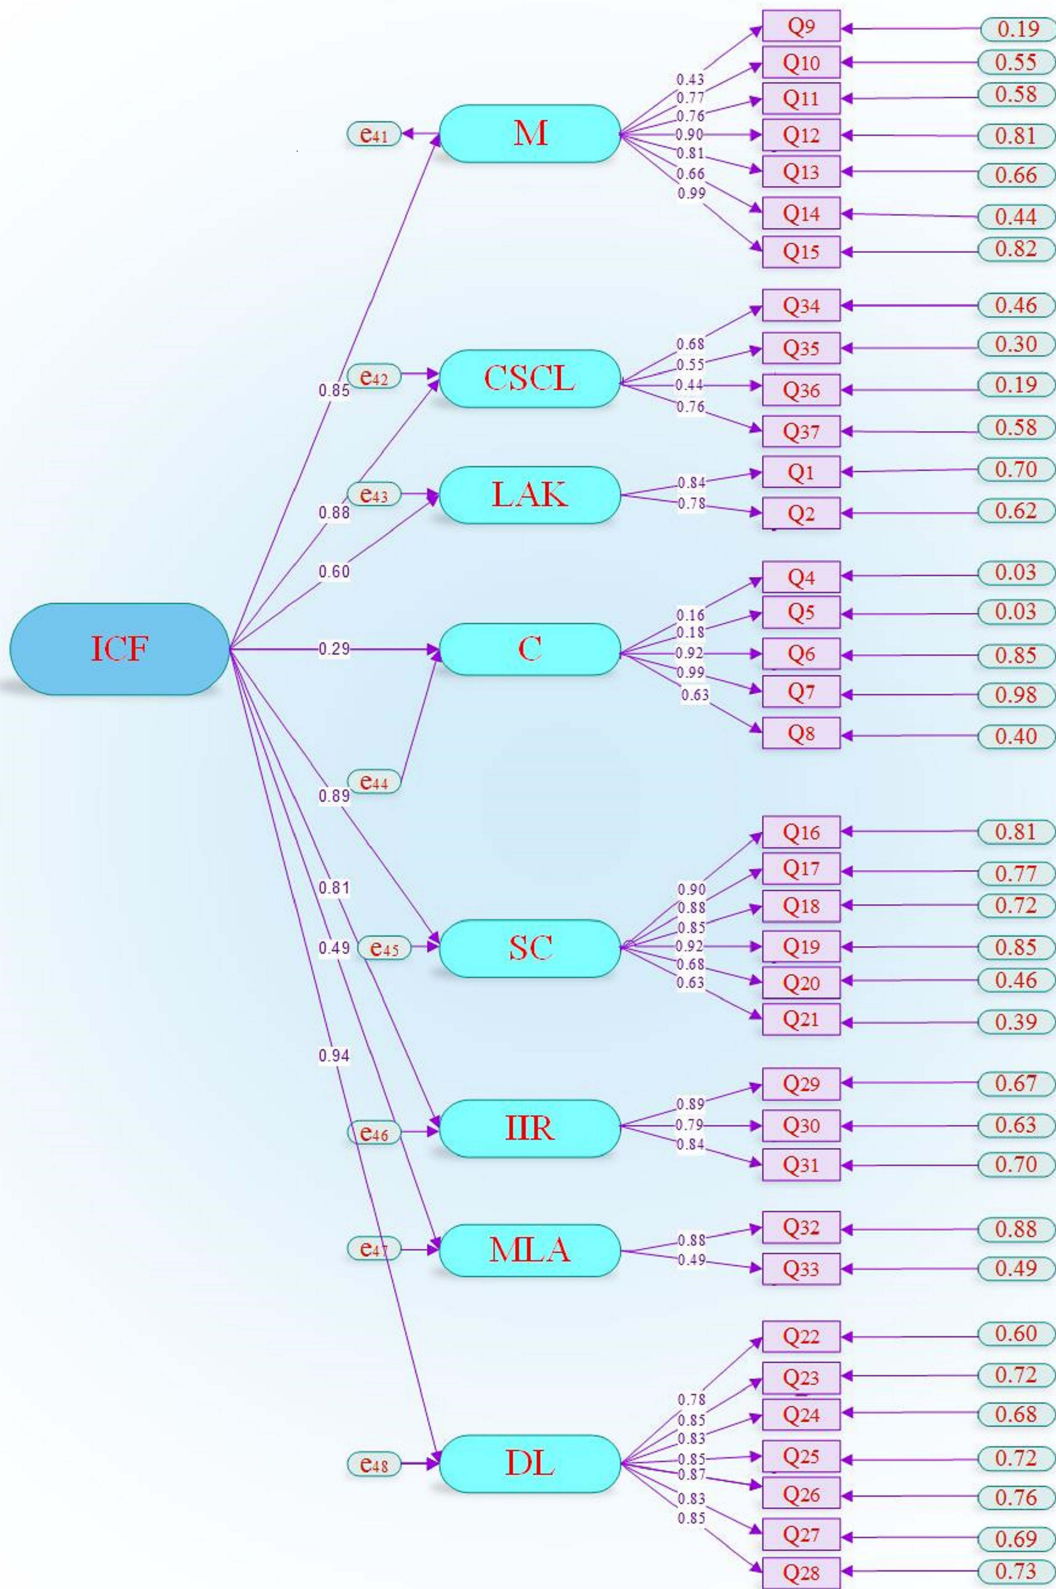 Q9 0.19
0.43
Q10 0.55
0.77
Q11 0.58
0.76
e41 M 0.90 Q12 0.81
0.81
Q13 0.66
0.66
0.99
Q14 0.44
Q15 0.82
Q34 0.46
0.68
Q35 0.30
0.55
e42 CSCL
0.85 0.44 Q36 0.19
0.76
Q37 0.58
Q1 0.70
0.84
e43 LAK
0.78
0.88 Q2 0.62
0.60
Q4 0.03
0.16
Q5 0.03
0.18
ICF 0.29 C 0.92 Q6 0.85
0.99
Q7 0.98
0.63
Q8 0.40
e44
0.89
Q16 0.81
Q17 0.77
0.81 0.90
0.88
Q18 0.72
0.85
0.49 e45 SC 0.92 Q19 0.85
0.68
Q20 0.46
0.63
Q21 0.39
0.94
Q29 0.67
0.89
e46 IIR 0.79 Q30 0.63
0.84
Q31 0.70
Q32 0.88
0.88
e47 MLA
0.49
Q33 0.49
Q22 0.60
Q23 0.72
0.78
0.85
Q24 0.68
0.83
0.85 Q25 0.72
e48 DL
0.87
Q26 0.76
0.83
0.85
Q27 0.69
Q28 0.73